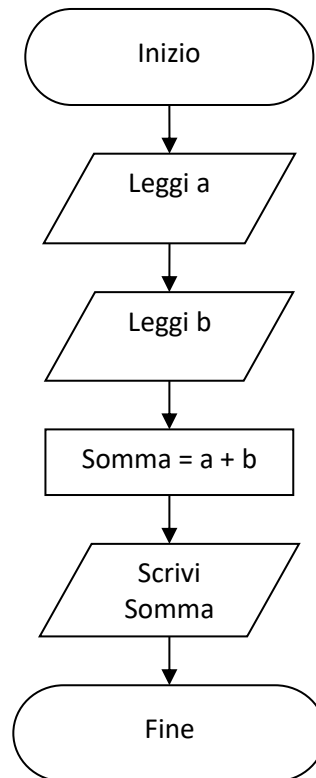 Inizio
Leggi a
Leggi b
Somma = a + b
Scrivi
Somma
Fine